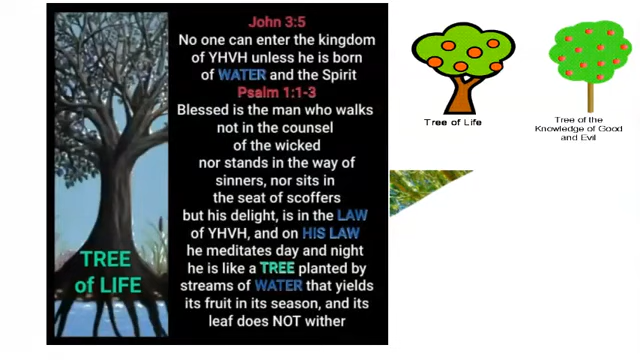 John 3:5
No one can enter the kingdom
of YHVH unless he is born
of WATER and the Spirit
Psalm 1:1-3
Blessed is the man who walks
not in the counsel
of the wicked
nor stands in the way of
sinners, nor sits in
the seat of scoffers
but his delight, is in the LAW
of YHVH, and on HIS LAW
he meditates day and night
he is like a TREE planted by
streams of WATER that yields
its fruit in its season, and its
leaf does NOT wither
TREE
of LIFE
Tree of Life
Tree of the
Knowledge of Good
and Evil